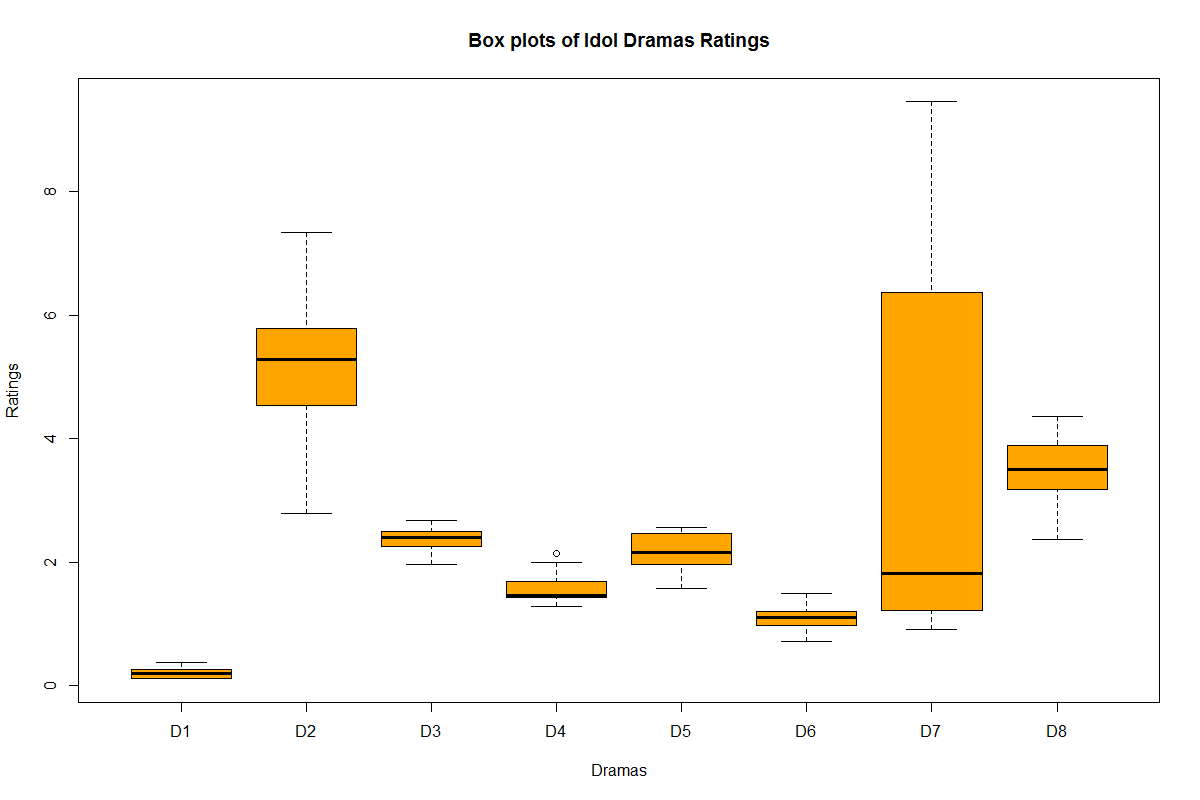 Box plots of Idol Dramas Ratings
8
6
4
2
0
Ratings
D1 D2 D3 D4 D5 D6 D7 D8
Dramas